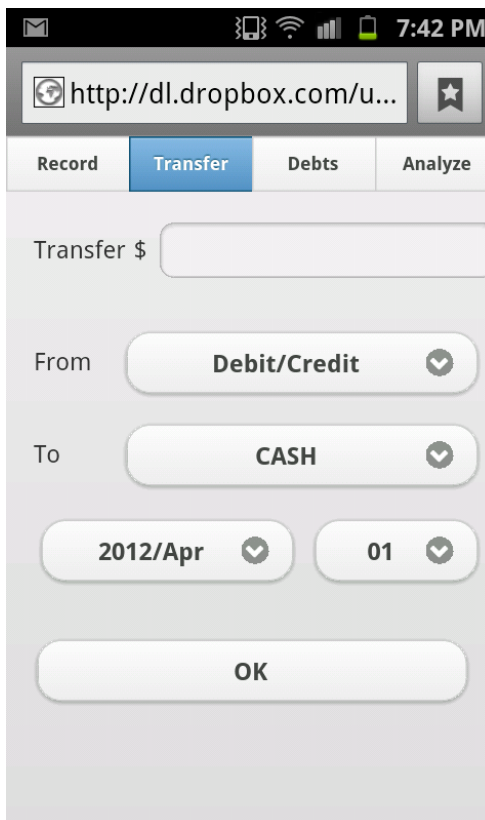 7:42 PM
http://dl.dropbox.com/u...
Record Transfer Debts Analyze
Transfer $
From Debit/Credit
To CASH
2012/Apr 01
OK